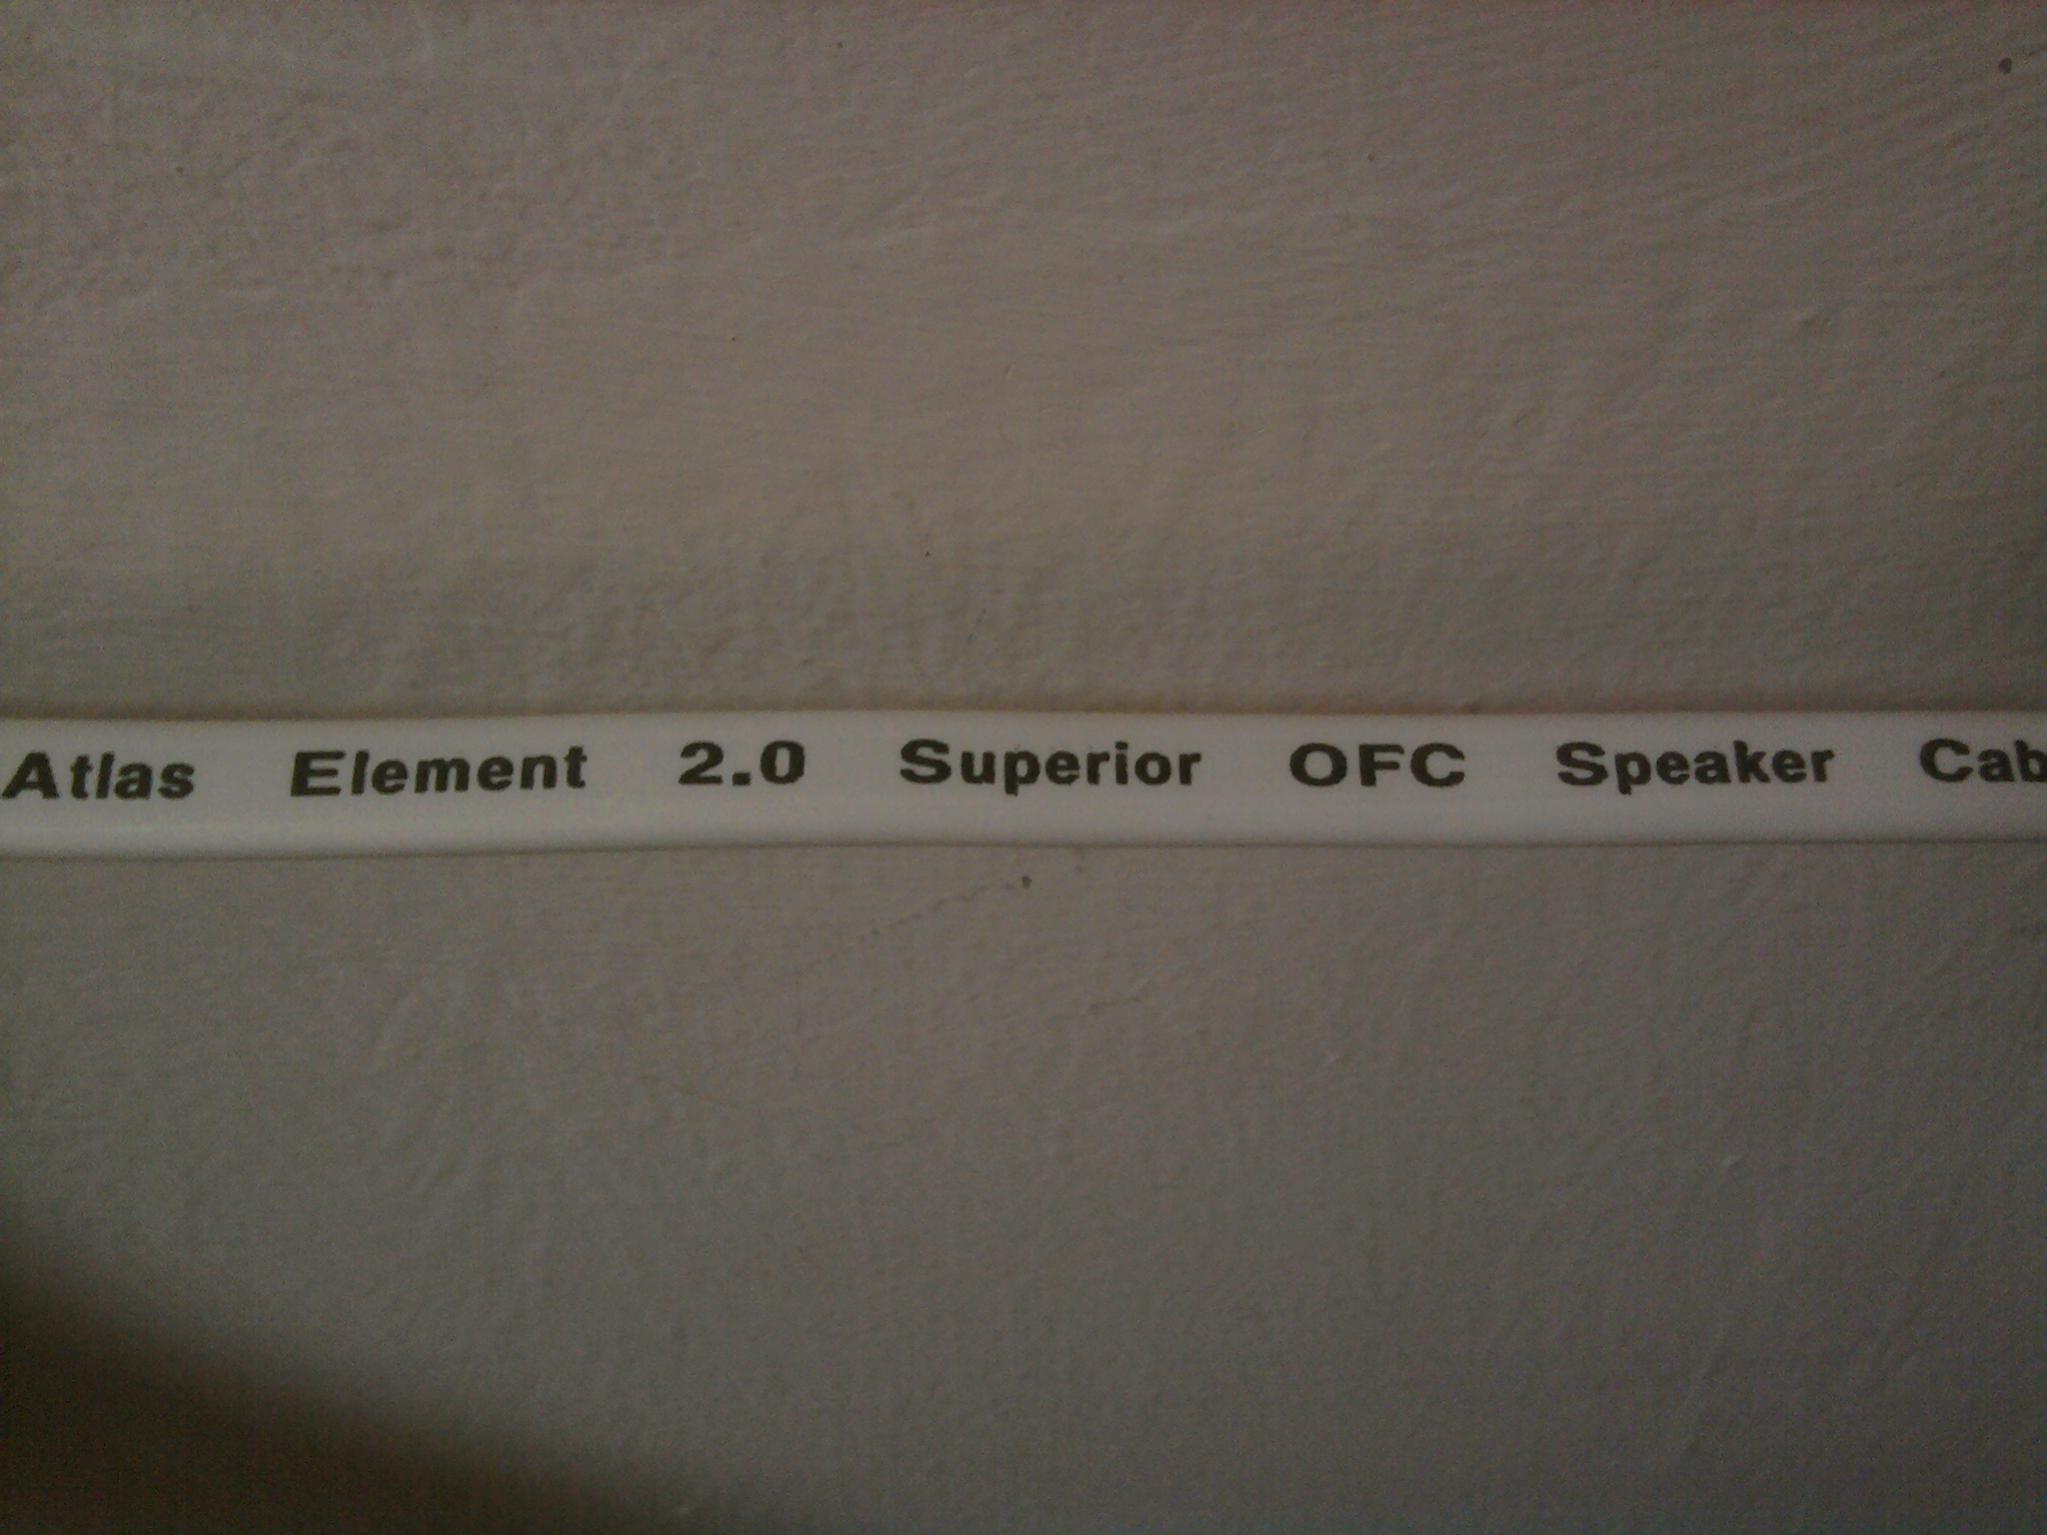 Atlas Element 2.0 Superior OFC Speaker Cab